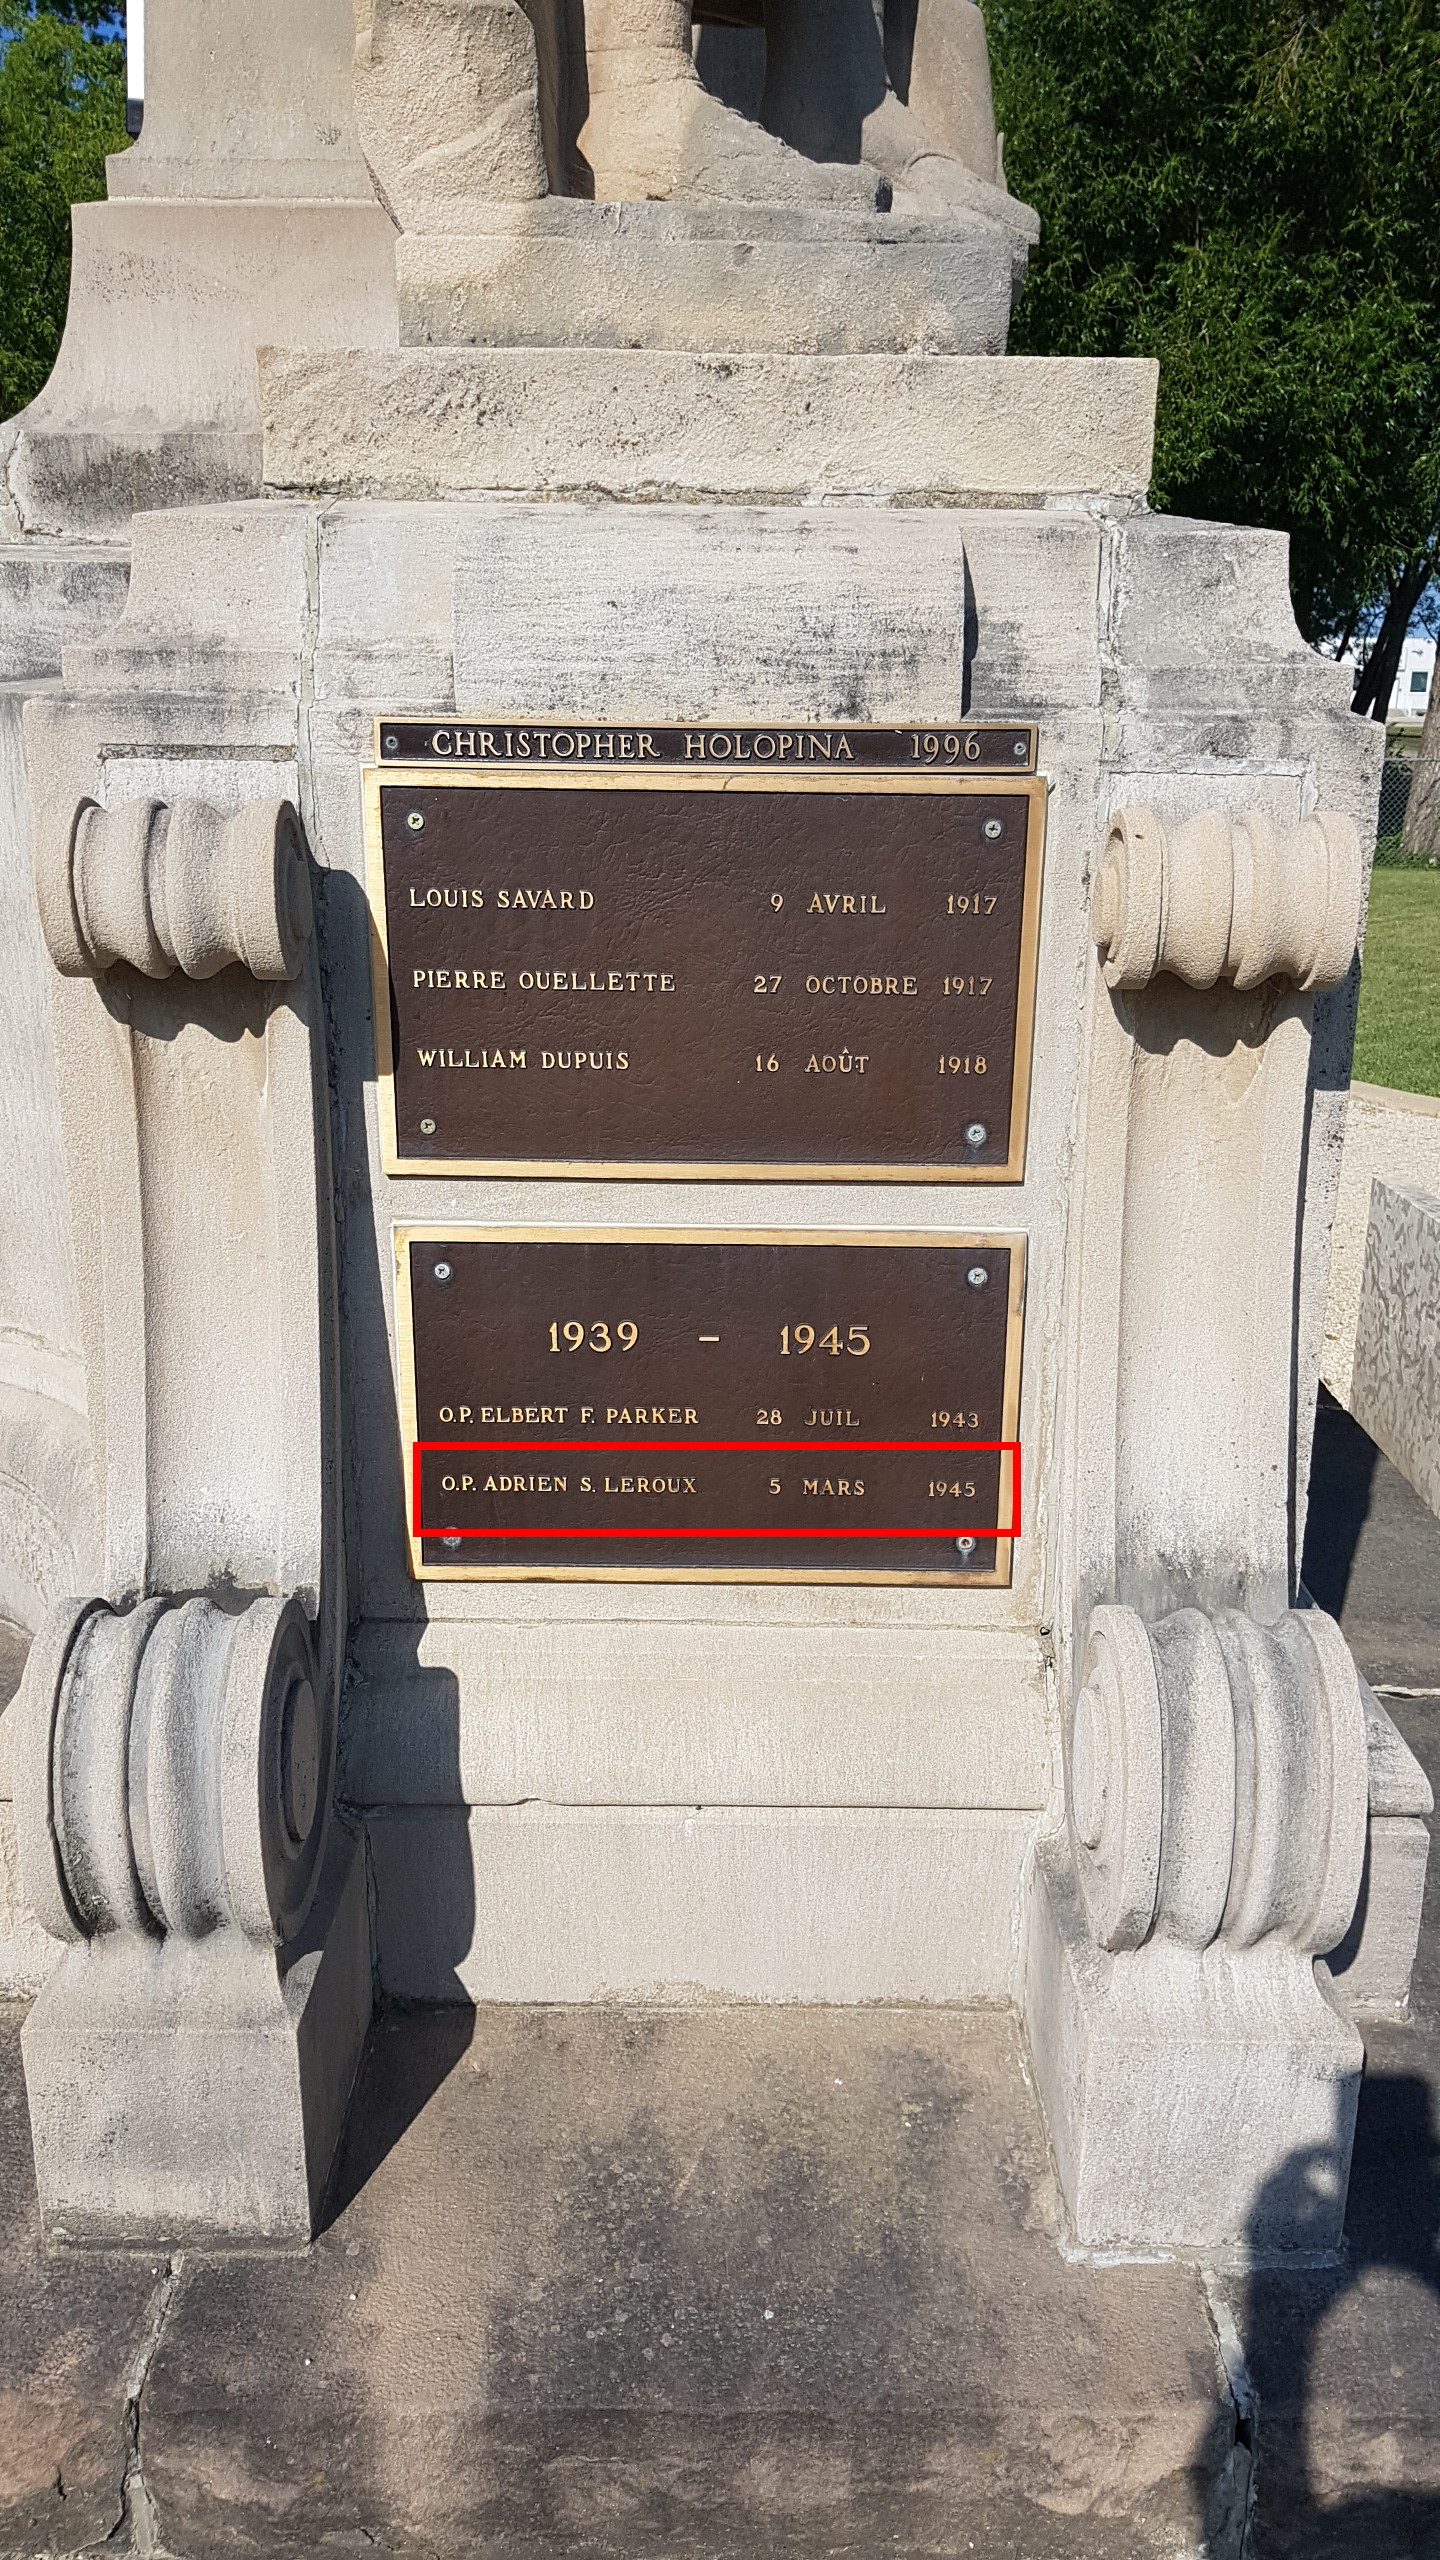 CHRISTOPHER HOLOPINA 1996
LOUIS SAVARD 9 AVRIL 1917
PIERRE OUELLETTE 27 OCTOBRE 1917
WILLIAM DUPUIS 16 AOÛT 1918
1939 - 1945
O.P. ELBERT F. PARKER 28 JUIL 1943
O.P. ADRIEN S. LEROUX 5 MARS 1945